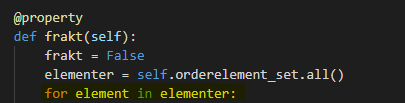 @property
def frakt(self):
    frakt = False
    elementer = self.orderelement_set.all()
    for element in elementer: